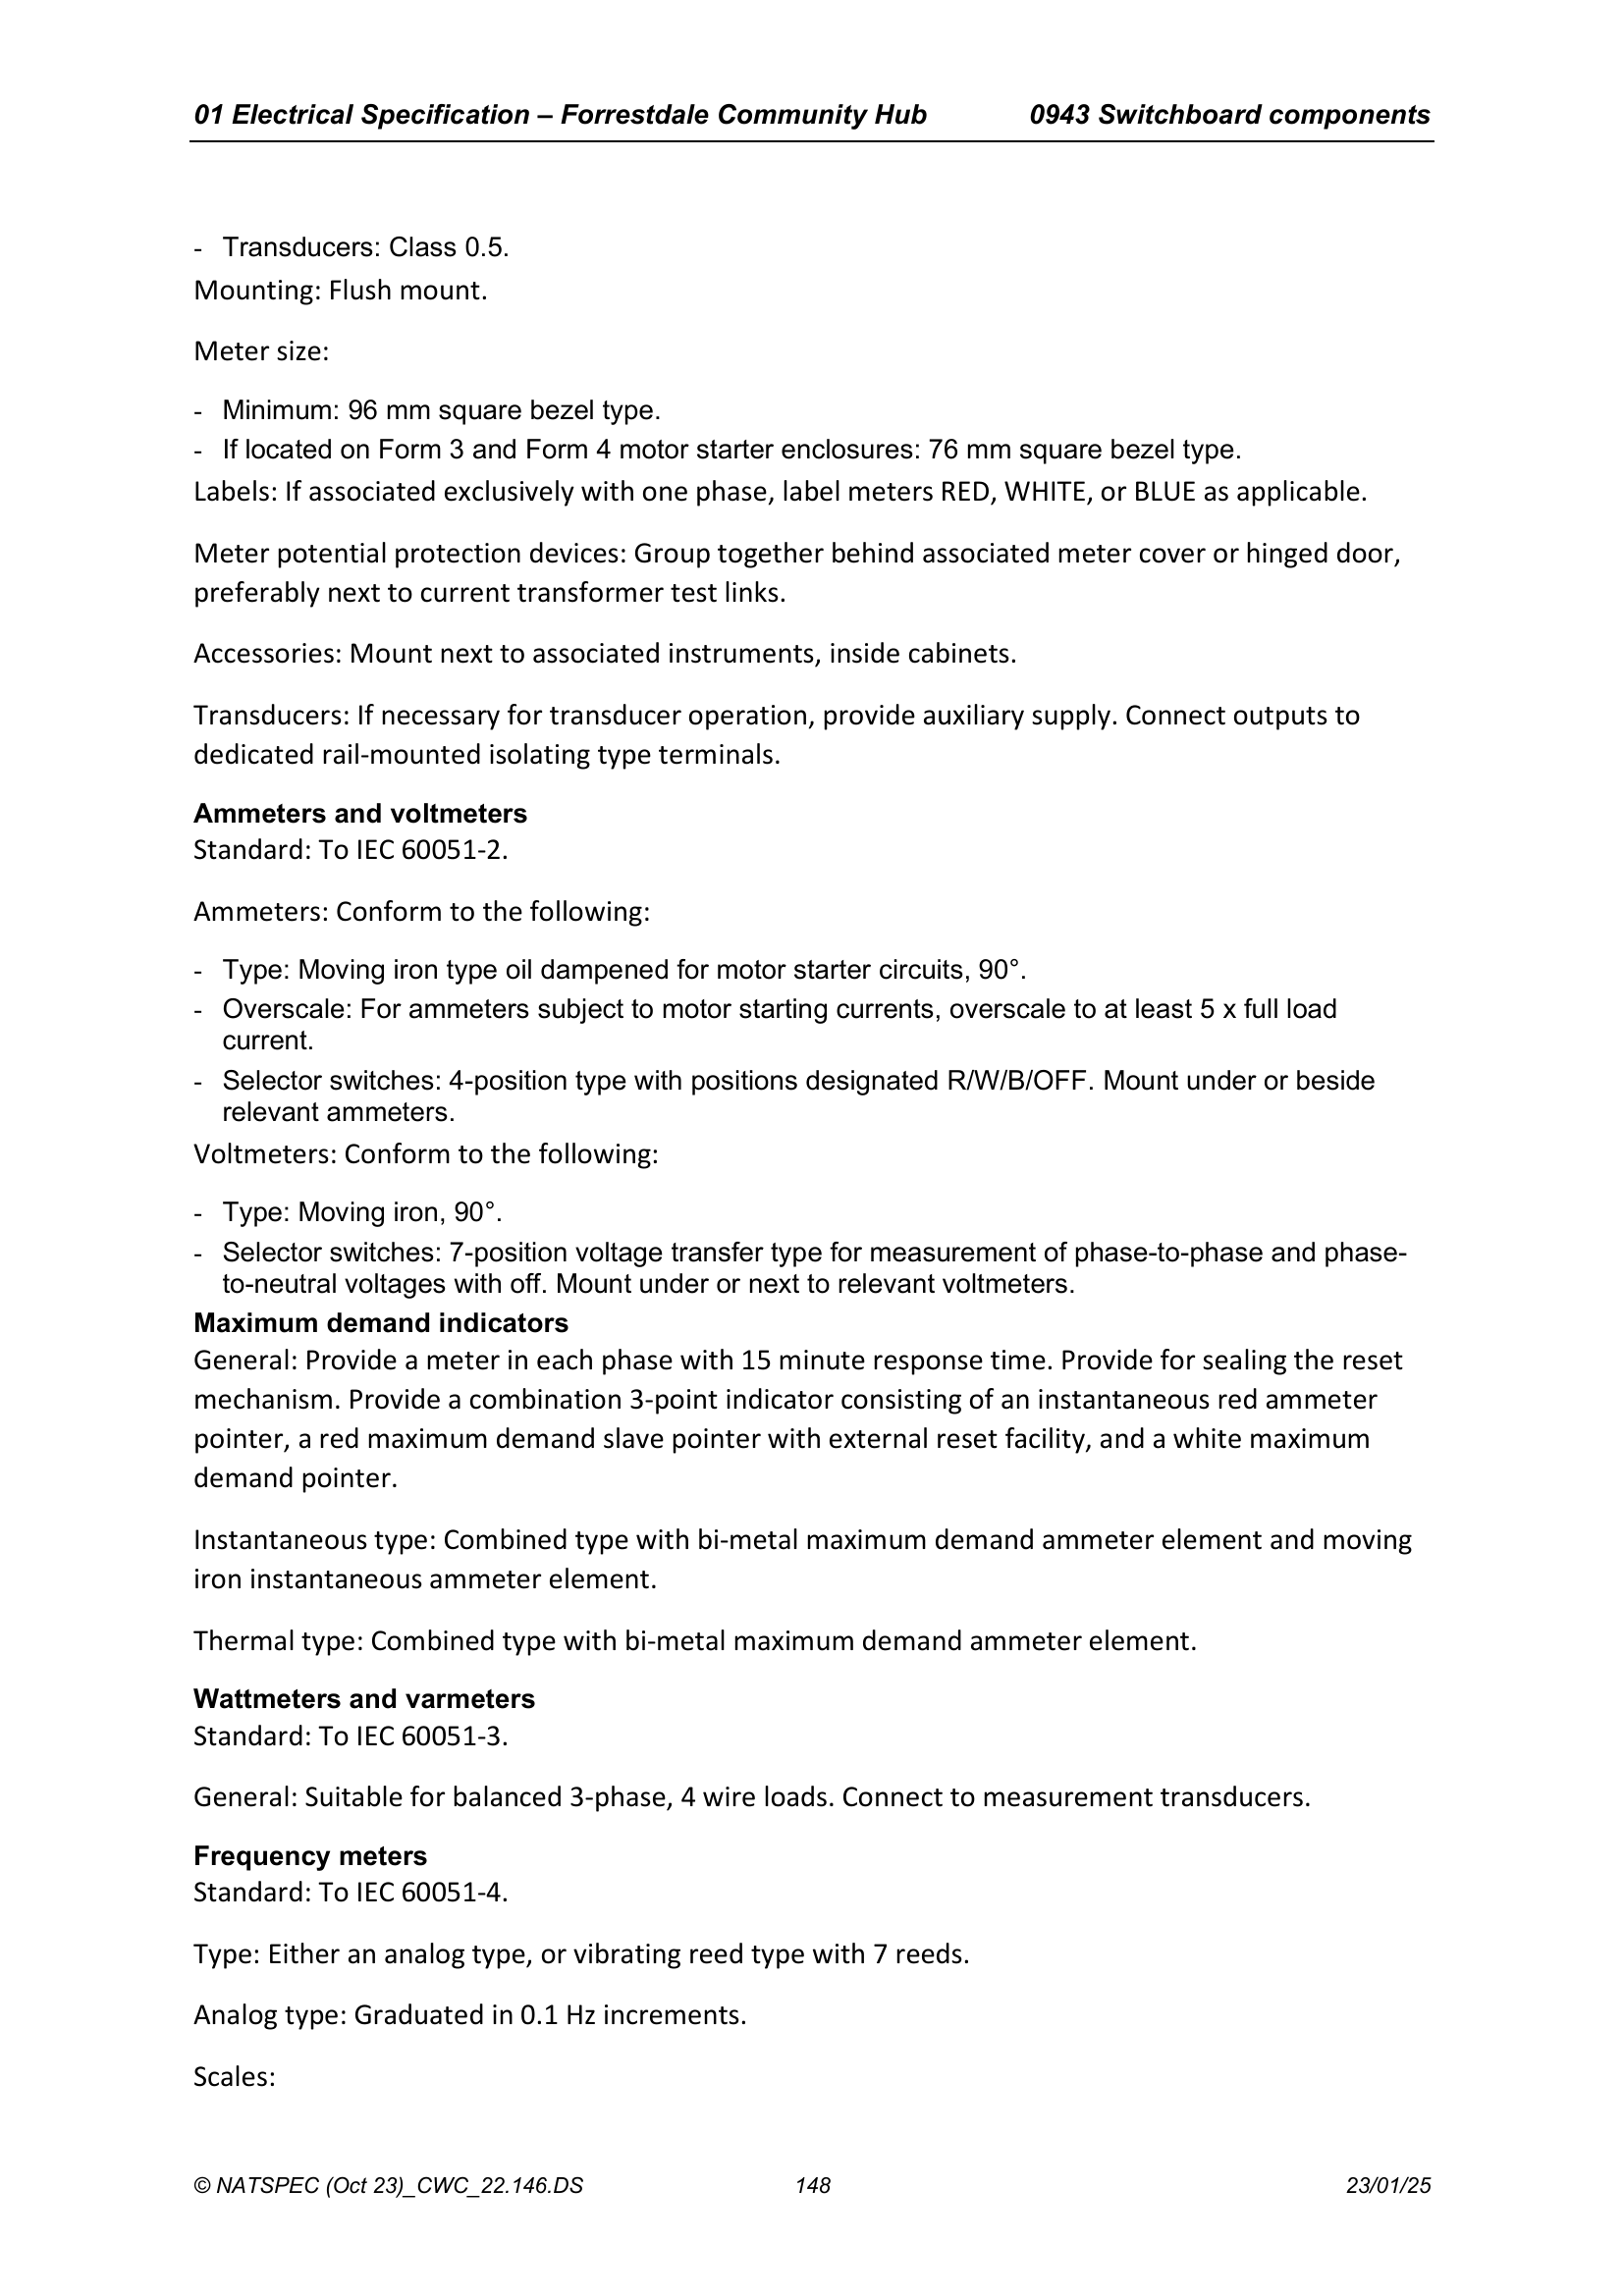 01 Electrical Specification – Forrestdale Community Hub 0943 Switchboard components
- Transducers: Class 0.5.
Mounting: Flush mount.
Meter size:
- Minimum: 96 mm square bezel type.
- If located on Form 3 and Form 4 motor starter enclosures: 76 mm square bezel type.
Labels: If associated exclusively with one phase, label meters RED, WHITE, or BLUE as applicable.
Meter potential protection devices: Group together behind associated meter cover or hinged door,
preferably next to current transformer test links.
Accessories: Mount next to associated instruments, inside cabinets.
Transducers: If necessary for transducer operation, provide auxiliary supply. Connect outputs to
dedicated rail-mounted isolating type terminals.
Ammeters and voltmeters
Standard: To IEC 60051-2.
Ammeters: Conform to the following:
- Type: Moving iron type oil dampened for motor starter circuits, 90°.
- Overscale: For ammeters subject to motor starting currents, overscale to at least 5 x full load
current.
- Selector switches: 4-position type with positions designated R/W/B/OFF. Mount under or beside
relevant ammeters.
Voltmeters: Conform to the following:
- Type: Moving iron, 90°.
- Selector switches: 7-position voltage transfer type for measurement of phase-to-phase and phase-
to-neutral voltages with off. Mount under or next to relevant voltmeters.
Maximum demand indicators
General: Provide a meter in each phase with 15 minute response time. Provide for sealing the reset
mechanism. Provide a combination 3-point indicator consisting of an instantaneous red ammeter
pointer, a red maximum demand slave pointer with external reset facility, and a white maximum
demand pointer.
Instantaneous type: Combined type with bi-metal maximum demand ammeter element and moving
iron instantaneous ammeter element.
Thermal type: Combined type with bi-metal maximum demand ammeter element.
Wattmeters and varmeters
Standard: To IEC 60051-3.
General: Suitable for balanced 3-phase, 4 wire loads. Connect to measurement transducers.
Frequency meters
Standard: To IEC 60051-4.
Type: Either an analog type, or vibrating reed type with 7 reeds.
Analog type: Graduated in 0.1 Hz increments.
Scales:
© NATSPEC (Oct 23)_CWC_22.146.DS 148 23/01/25